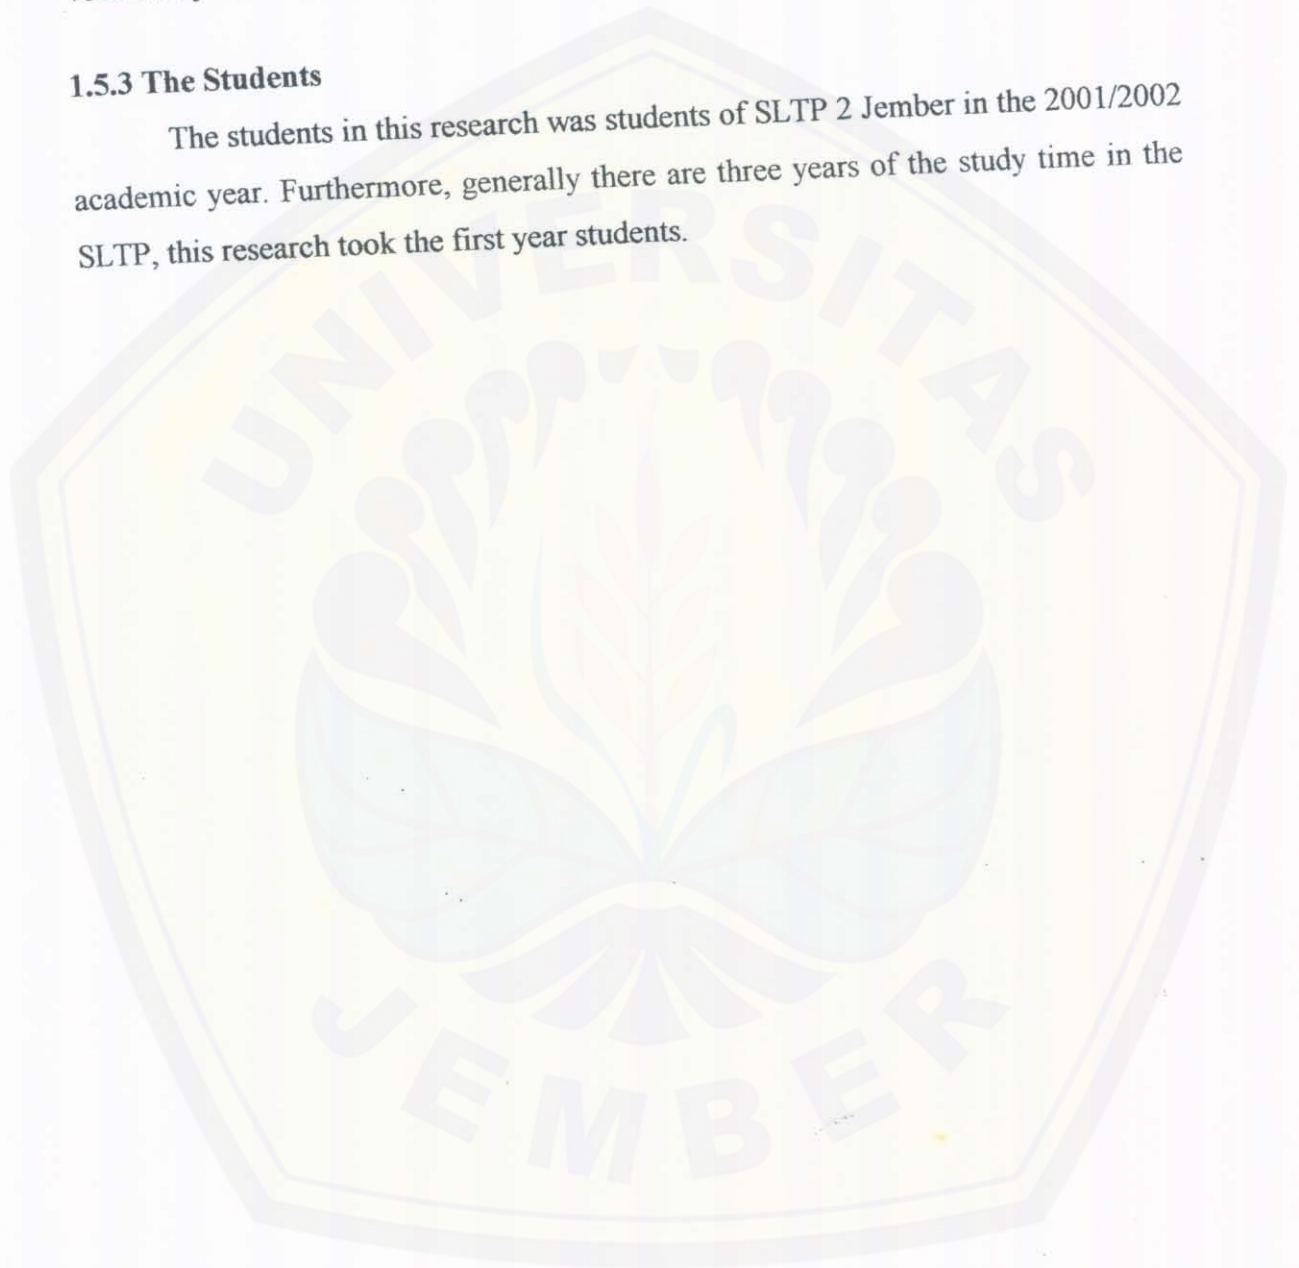 1.5.3 The Students
The students in this research was students of SLTP 2 Jember in the 2001/2002
academic year. Furthermore, generally there are three years of the study time in the
SLTP, this research took the first year students.
UNIVERSITAS
JEMBER